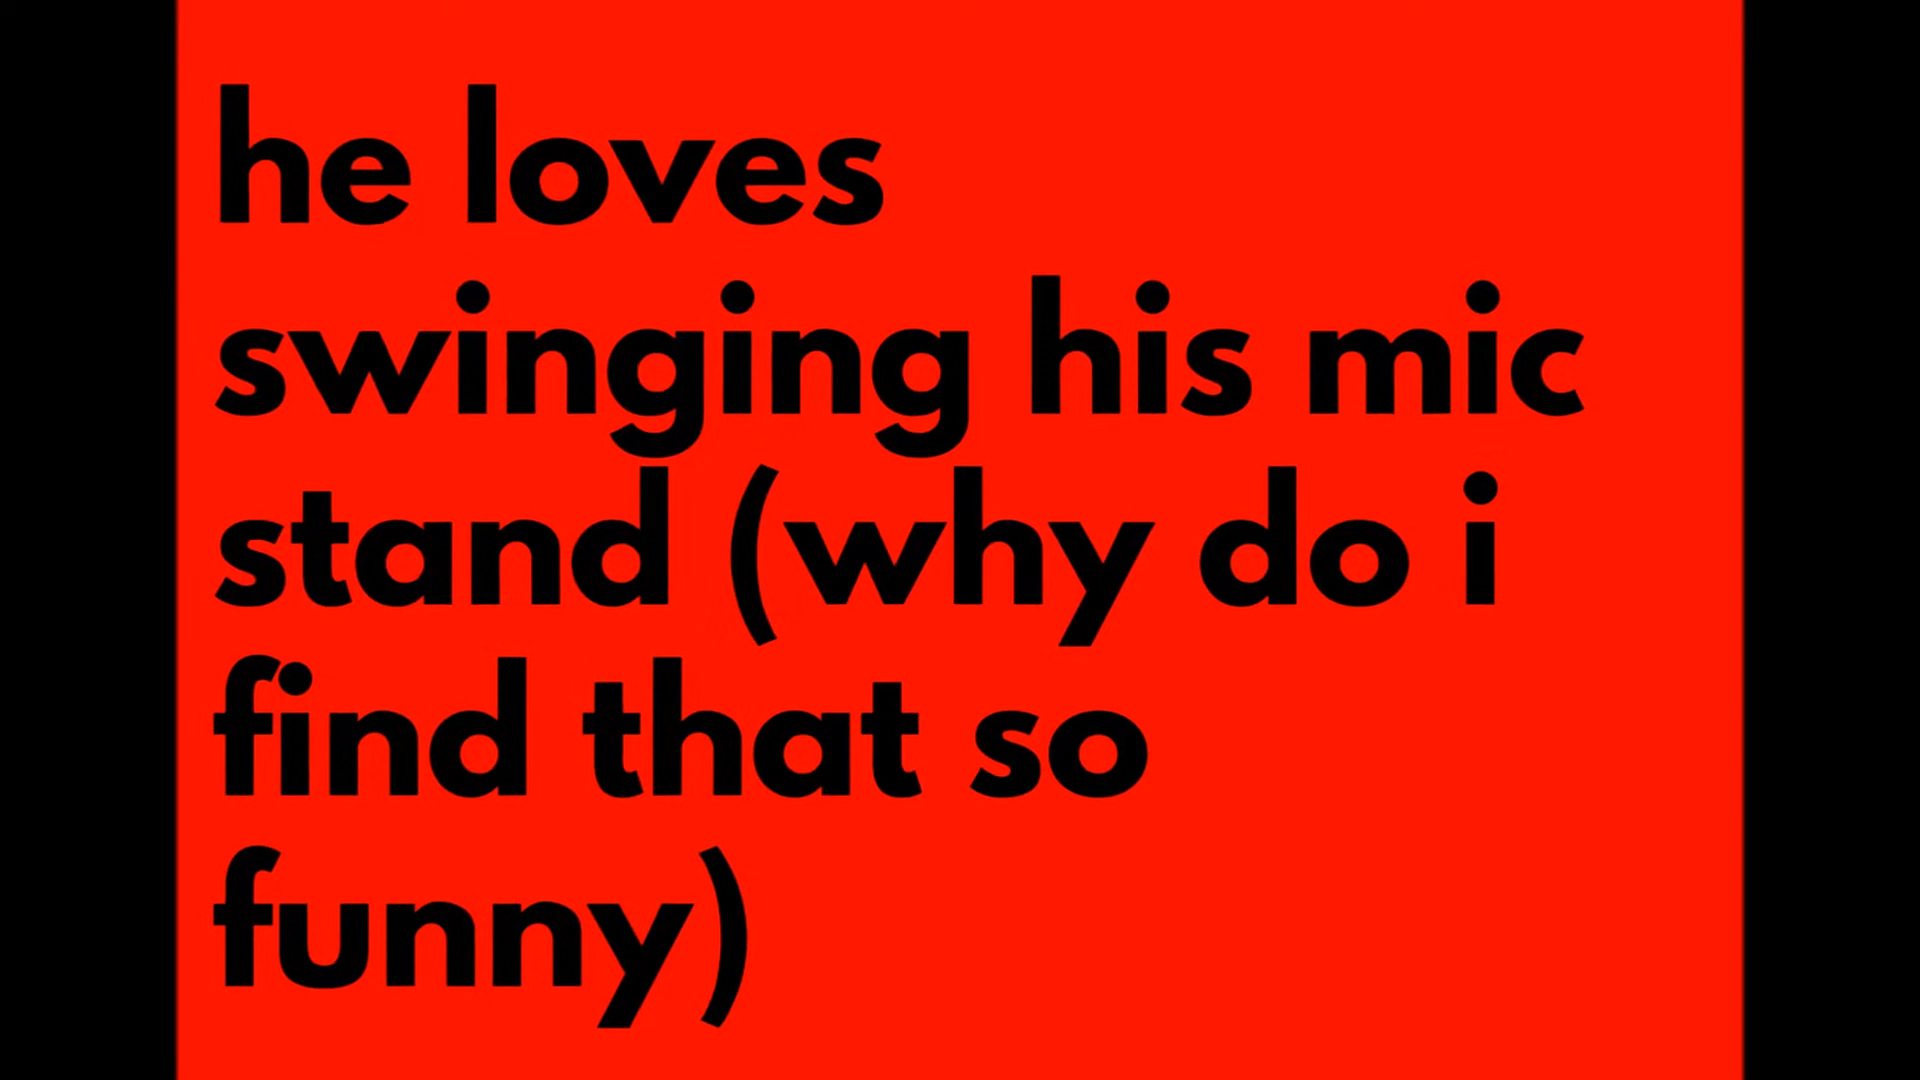 he loves
swinging his mic
stand (why do i
find that so
funny)